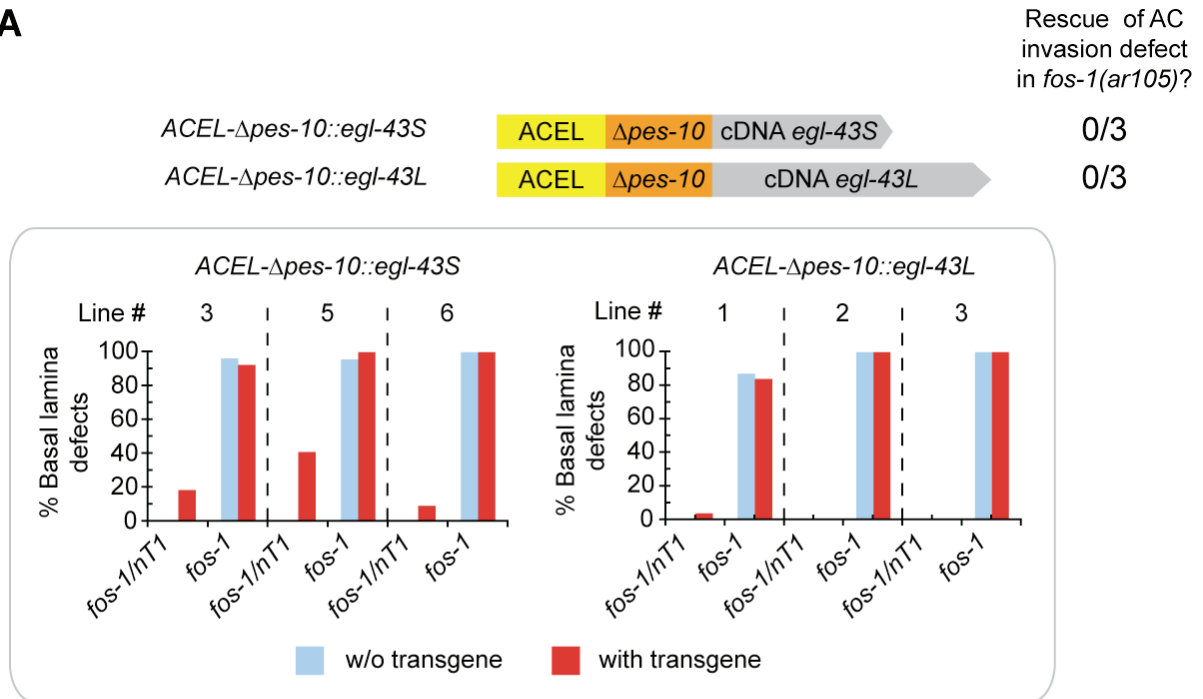 A
Rescue of AC
invasion defect
in fos-1(ar105)?
ACEL-Δpes-10::egl-43S
ACEL
Δpes-10
cDNA egl-43S
0/3
ACEL-Δpes-10::egl-43L
ACEL
Δpes-10
cDNA egl-43L
0/3
ACEL-Δpes-10::egl-43S
Line #
3
5
6
% Basal lamina
defects
100
80
60
40
20
0
fos-1/nT1
fos-1
fos-1/nT1
fos-1
fos-1/nT1
fos-1
ACEL-Δpes-10::egl-43L
Line #
1
2
3
% Basal lamina
defects
100
80
60
40
20
0
fos-1/nT1
fos-1
fos-1/nT1
fos-1
fos-1/nT1
fos-1
w/o transgene
with transgene